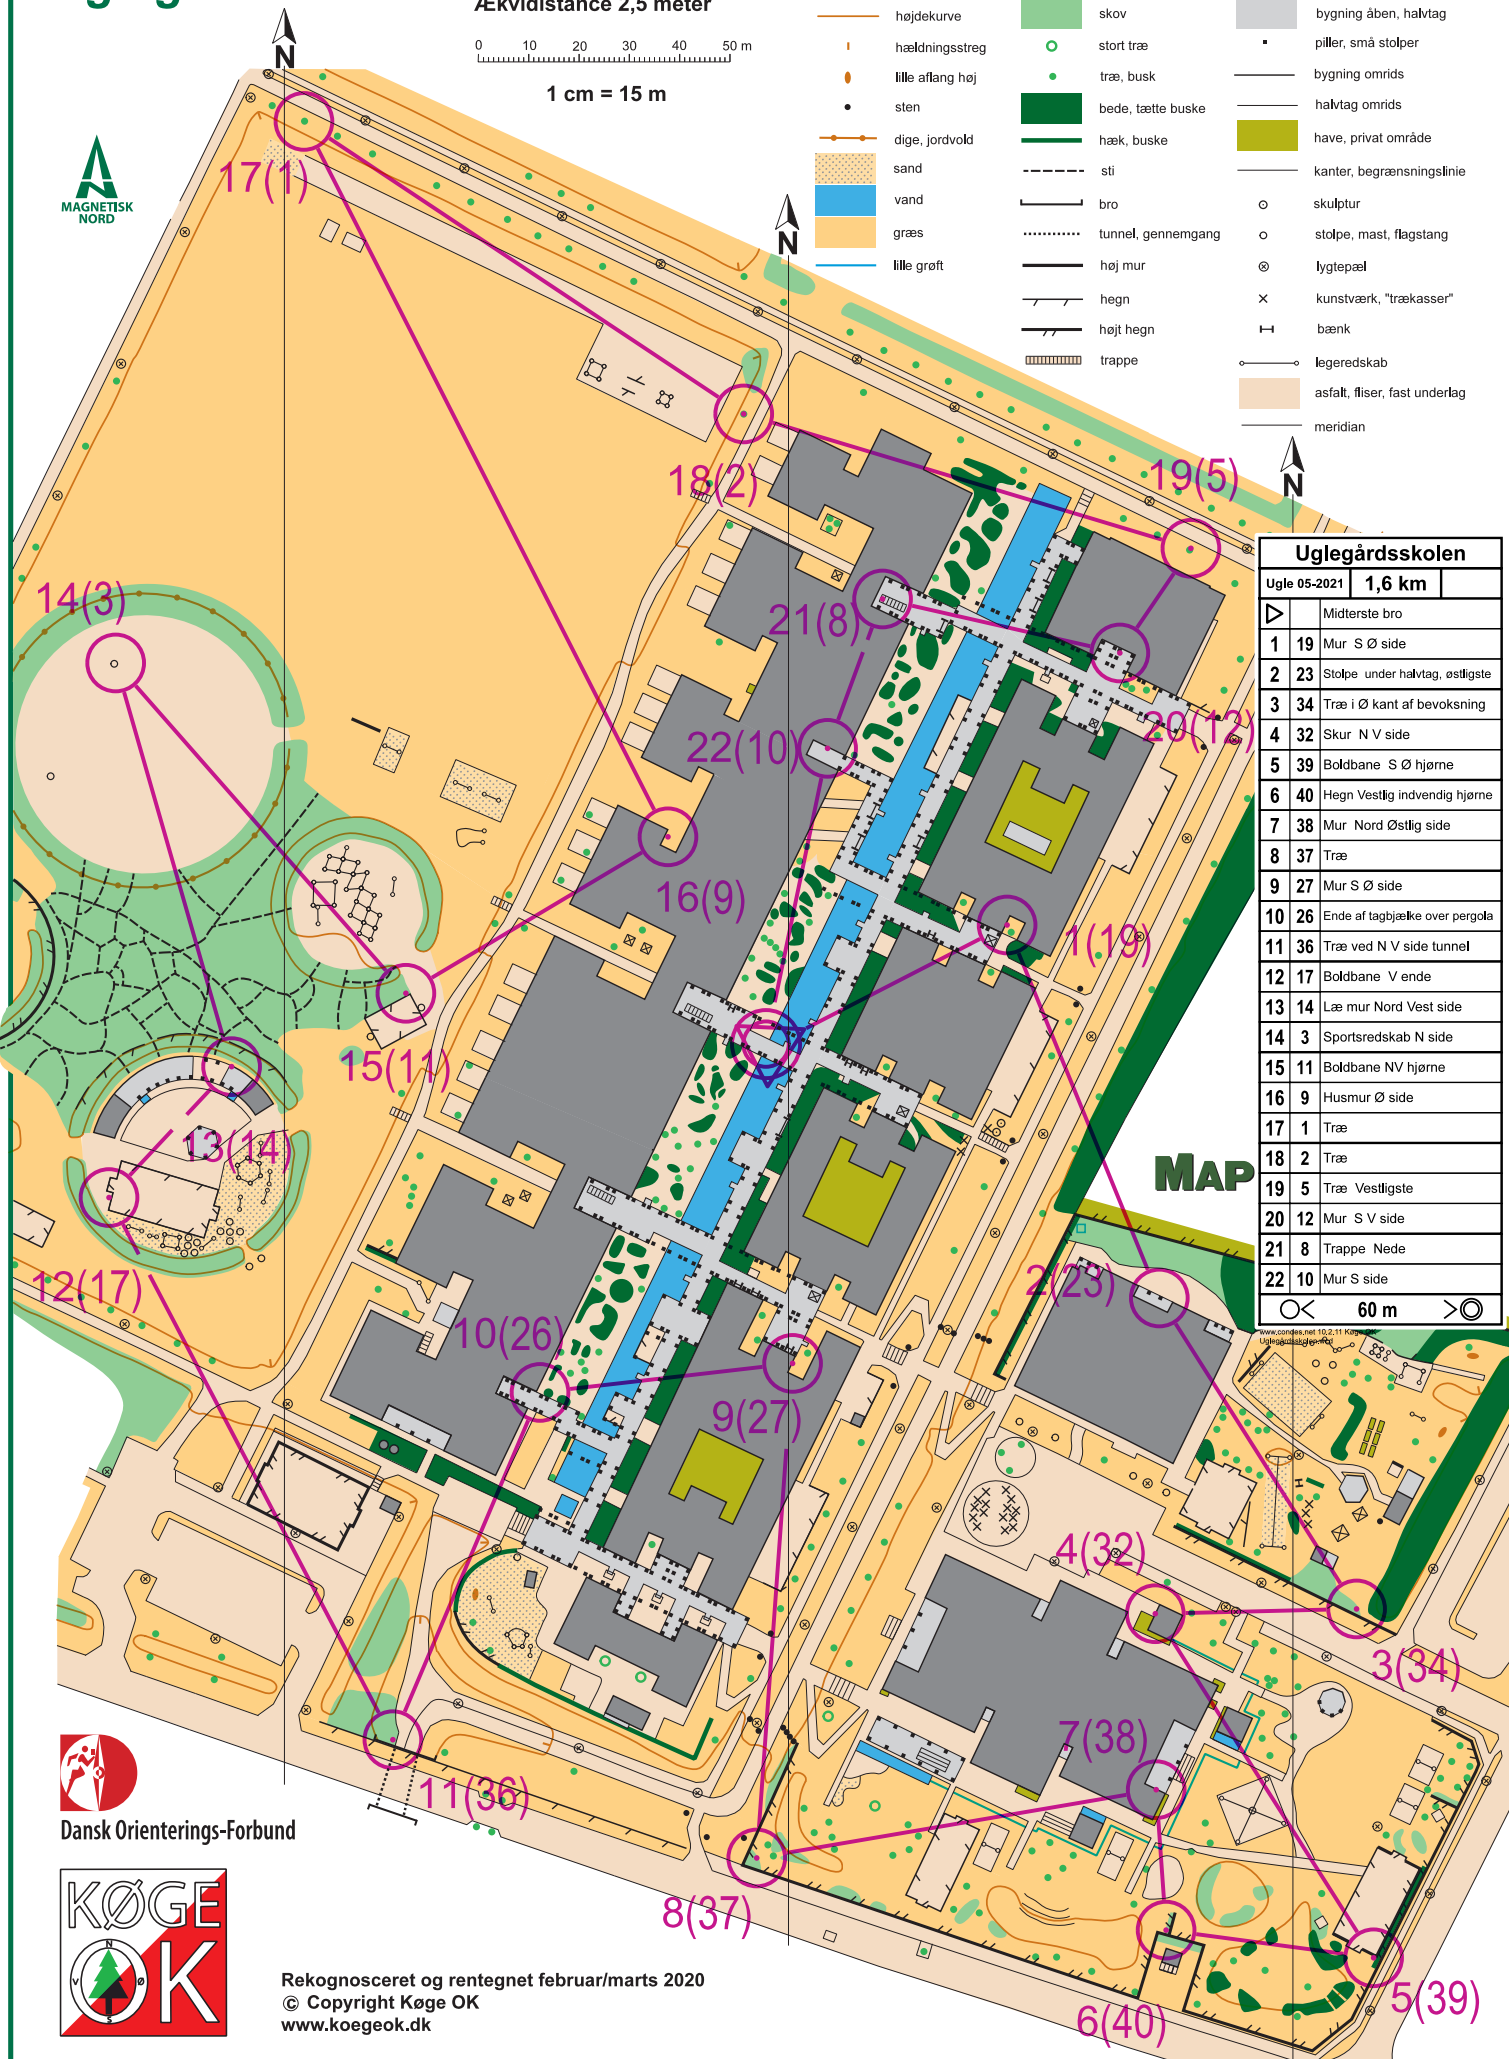 Ækvidistance 2,5 meter
0 10 20 30 40 50 m
1 cm = 15 m
N
N
N
MAGNETISK
NORD
højdekurve
hældningsstreg
lille aflang høj
sten
dige, jordvold
sand
vand
græs
lille grøft
skov
stort træ
træ, busk
bede, tætte buske
hæk, buske
sti
bro
tunnel, gennemgang
høj mur
hegn
højt hegn
trappe
bygning åben, halvtag
piller, små stolper
bygning omrids
halvtag omrids
have, privat område
kanter, begrænsningslinie
skulptur
stolpe, mast, flagstang
lygtepæl
kunstværk, "trækasser"
bænk
legeredskab
asfalt, fliser, fast underlag
meridian
17(1)
18(2)
19(5)
14(3)
21(8)
20(12)
22(10)
16(9)
1(19)
15(11)
13(14)
12(17)
2(23)
10(26)
9(27)
4(32)
3(34)
7(38)
11(36)
8(37)
6(40)
5(39)
MAP
Uglegårdsskolen
Ugle 05-2021 1,6 km
Midterste bro
1 19 Mur S Ø side
2 23 Stolpe under halvtag, østligste
3 34 Træ i Ø kant af bevoksning
4 32 Skur N V side
5 39 Boldbane S Ø hjørne
6 40 Hegn Vestlig indvendig hjørne
7 38 Mur Nord Østlig side
8 37 Træ
9 27 Mur S Ø side
10 26 Ende af tagbjælke over pergola
11 36 Træ ved N V side tunnel
12 17 Boldbane V ende
13 14 Læ mur Nord Vest side
14 3 Sportsredskab N side
15 11 Boldbane NV hjørne
16 9 Husmur Ø side
17 1 Træ
18 2 Træ
19 5 Træ Vestligste
20 12 Mur S V side
21 8 Trappe Nede
22 10 Mur S side
60 m
www.condes.net 10.2.11 Køge OK
Dansk Orienterings-Forbund
KØGE
OK
N
V Ø
S
Rekognosceret og rentegnet februar/marts 2020
© Copyright Køge OK
www.koegeok.dk